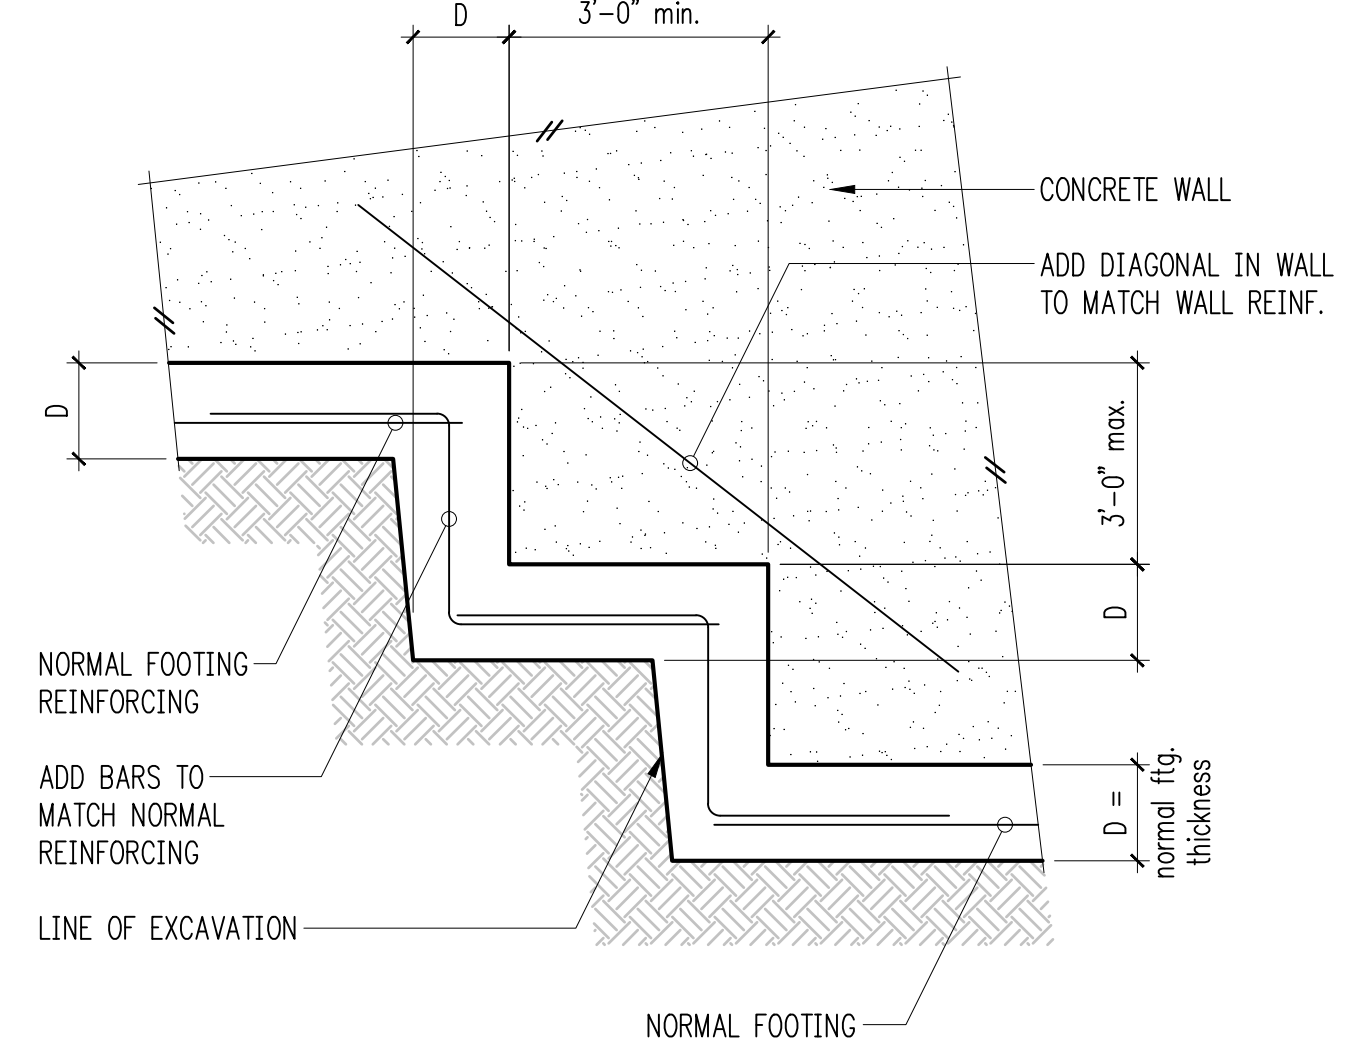 D
3'-0" min.
CONCRETE WALL
ADD DIAGONAL IN WALL
TO MATCH WALL REINF.
D
3'-0" max.
D
NORMAL FOOTING
REINFORCING
ADD BARS TO
MATCH NORMAL
REINFORCING
D =
normal ftg.
thickness
LINE OF EXCAVATION
NORMAL FOOTING